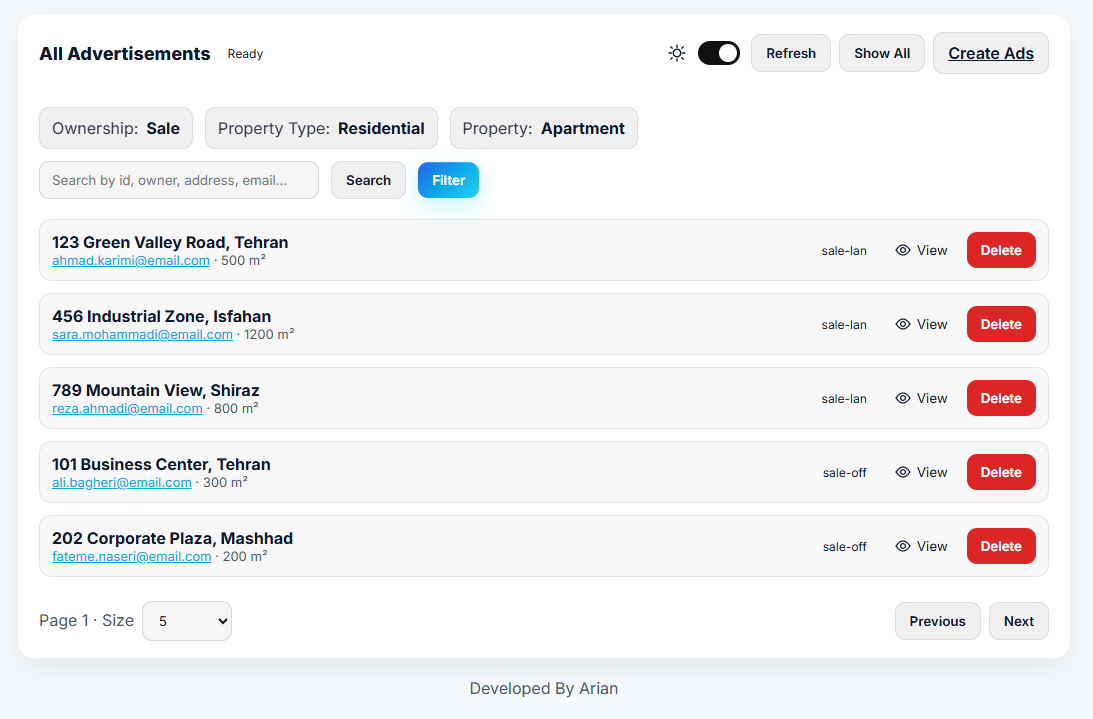 All Advertisements Ready Refresh Show All Create Ads
Ownership: Sale Property Type: Residential Property: Apartment
Search by id, owner, address, email... Search Filter
123 Green Valley Road, Tehran
ahmad.karimi@email.com · 500 m² sale-lan View Delete
456 Industrial Zone, Isfahan
sara.mohammadi@email.com · 1200 m² sale-lan View Delete
789 Mountain View, Shiraz
reza.ahmadi@email.com · 800 m² sale-lan View Delete
101 Business Center, Tehran
ali.bagheri@email.com · 300 m² sale-off View Delete
202 Corporate Plaza, Mashhad
fateme.naseri@email.com · 200 m² sale-off View Delete
Page 1 · Size 5 Previous Next
Developed By Arian